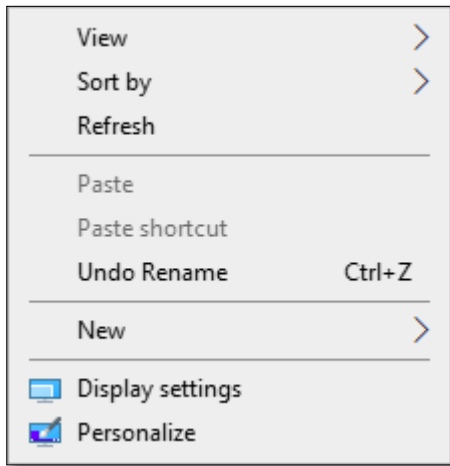 View
Sort by
Refresh
Paste
Paste shortcut
Undo Rename Ctrl+Z
New
Display settings
Personalize